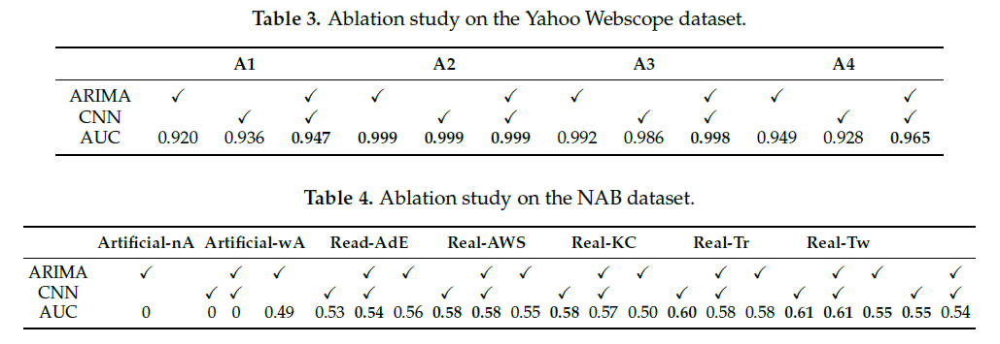 Table 3. Ablation study on the Yahoo Webscope dataset.
A1 A2 A3 A4
ARIMA ✓ ✓ ✓ ✓ ✓ ✓ ✓ ✓
CNN ✓ ✓ ✓ ✓ ✓ ✓ ✓ ✓
AUC 0.920 0.936 0.947 0.999 0.999 0.999 0.992 0.986 0.998 0.949 0.928 0.965
Table 4. Ablation study on the NAB dataset.
Artificial-nA Artificial-wA Read-AdE Real-AWS Real-KC Real-Tr Real-Tw
ARIMA ✓ ✓ ✓ ✓ ✓ ✓ ✓ ✓ ✓ ✓ ✓ ✓ ✓ ✓
CNN ✓ ✓ ✓ ✓ ✓ ✓ ✓ ✓ ✓ ✓ ✓ ✓ ✓ ✓
AUC 0 0 0 0.49 0.53 0.54 0.56 0.58 0.58 0.55 0.58 0.57 0.50 0.60 0.58 0.58 0.61 0.61 0.55 0.55 0.54